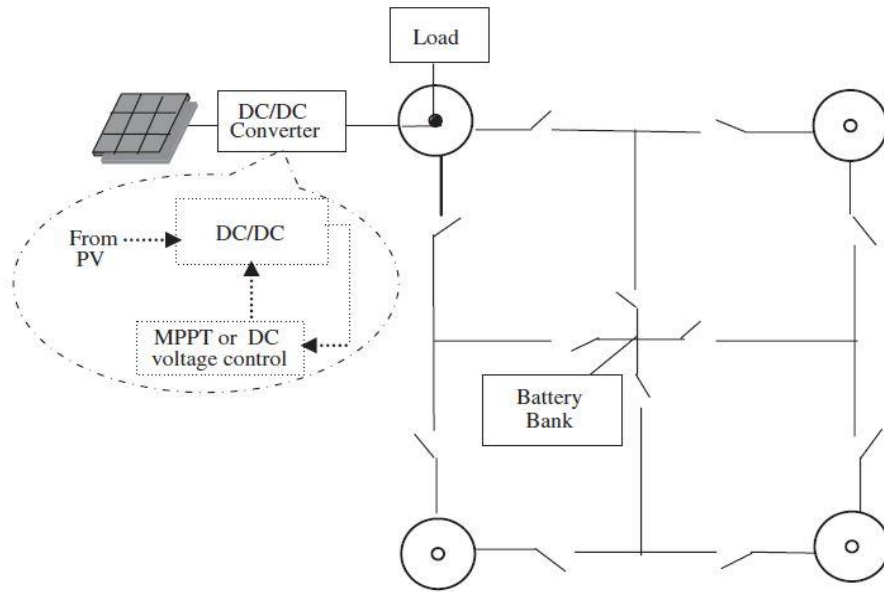 Load
DC/DC
Converter
From
PV
DC/DC
MPPT or DC
voltage control
Battery
Bank